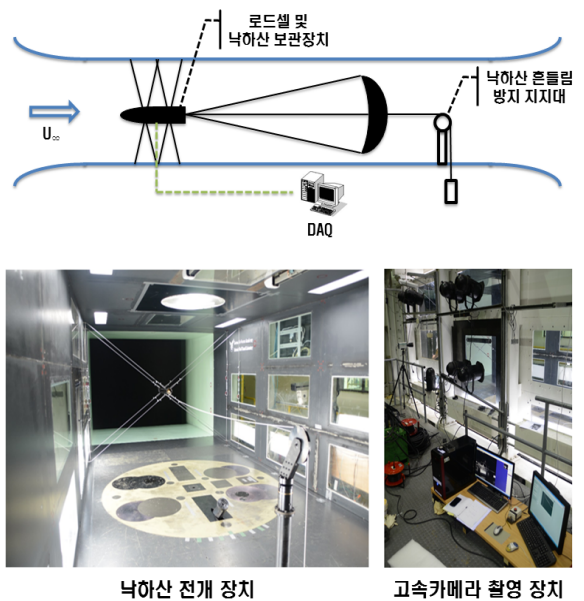 로드셀 및
낙하산 보관장치
낙하산 흔들림
방지 지지대
U∞
DAQ
낙하산 전개 장치
고속카메라 촬영 장치